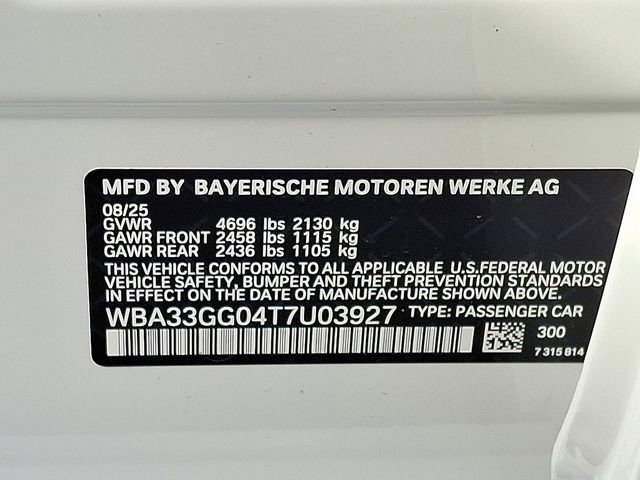 MFD BY BAYERISCHE MOTOREN WERKE AG
08/25
GVWR 4696 lbs 2130 kg
GAWR FRONT 2458 lbs 1115 kg
GAWR REAR 2436 lbs 1105 kg
THIS VEHICLE CONFORMS TO ALL APPLICABLE U.S.FEDERAL MOTOR
VEHICLE SAFETY, BUMPER AND THEFT PREVENTION STANDARDS
IN EFFECT ON THE DATE OF MANUFACTURE SHOWN ABOVE.
WBA33GG04T7U03927 TYPE: PASSENGER CAR
300
7 315 814